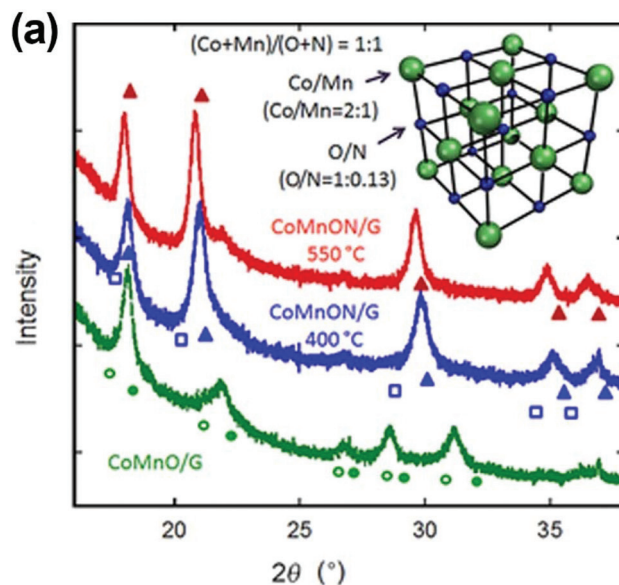 (a)
(Co+Mn)/(O+N) = 1:1
Co/Mn
(Co/Mn=2:1)
O/N
(O/N=1:0.13)
CoMnON/G
550 °C
CoMnON/G
400 °C
CoMnO/G
Intensity
20 25 30 35
2θ (°)